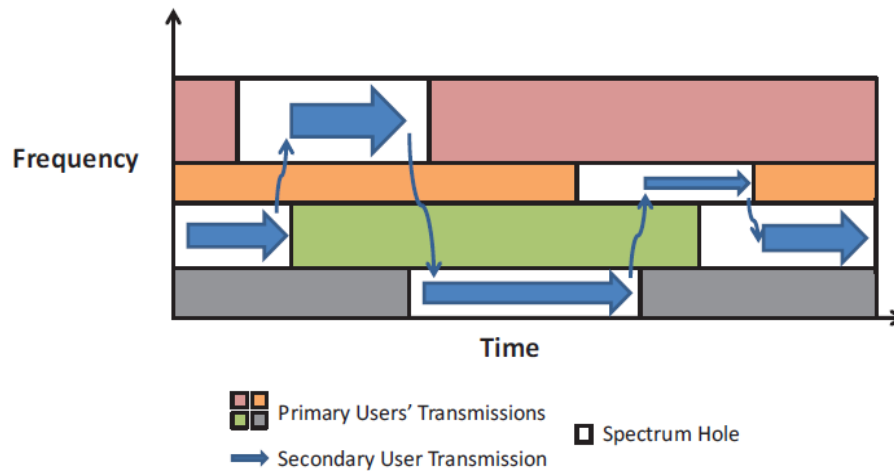 Frequency
Time
Primary Users' Transmissions
Spectrum Hole
Secondary User Transmission